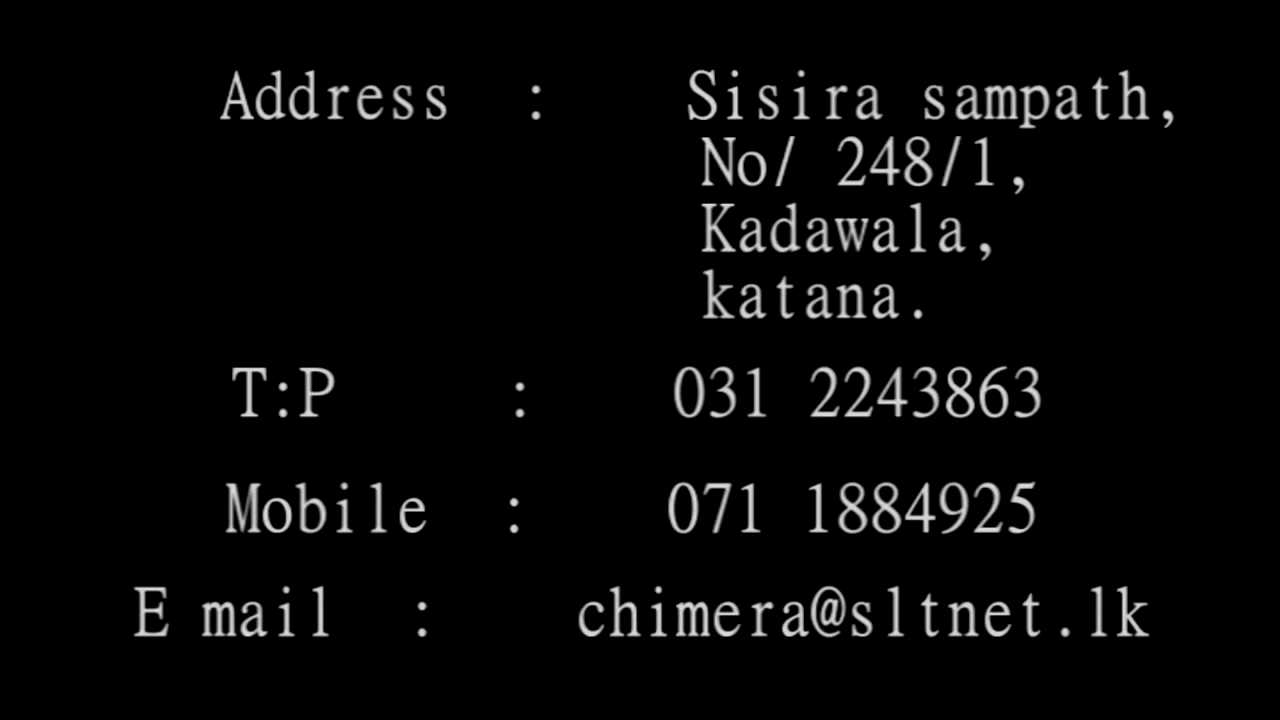 Address : Sisira sampath,
No/ 248/1,
Kadawala,
katana.
T:P : 031 2243863
Mobile : 071 1884925
E mail : chimera@sltnet.lk